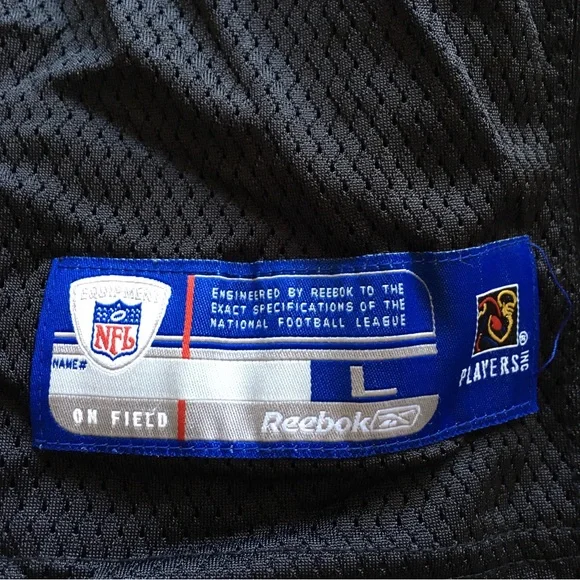 EQUIPMENT
NFL
ENGINEERED BY REEBOK TO THE
EXACT SPECIFICATIONS OF THE
NATIONAL FOOTBALL LEAGUE
NAME#
L
ON FIELD
Reebok
PLAYERS INC ®